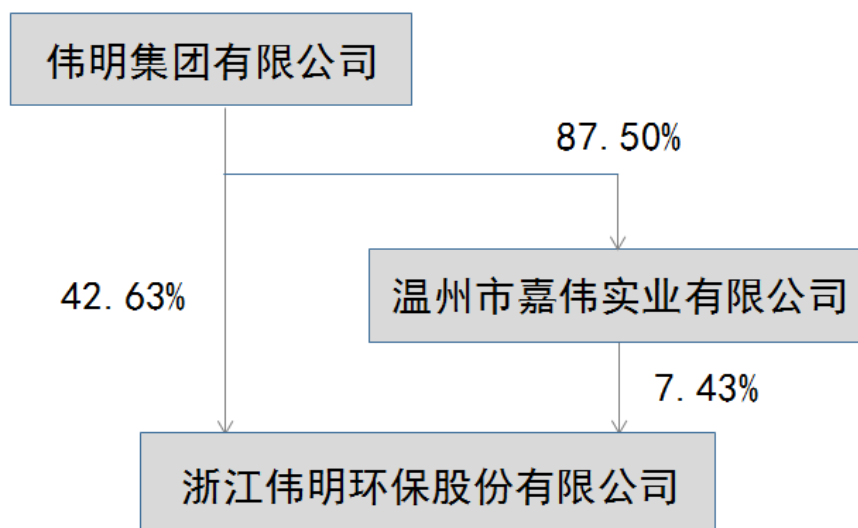 伟明集团有限公司
87.50%
42.63%
温州市嘉伟实业有限公司
7.43%
浙江伟明环保股份有限公司